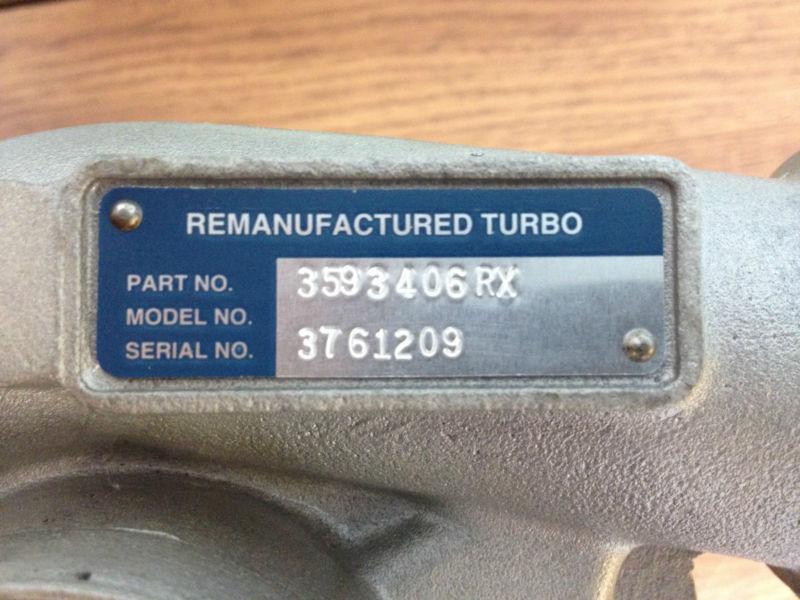 REMANUFACTURED TURBO
PART NO. 3593406RX
MODEL NO.
SERIAL NO. 3761209